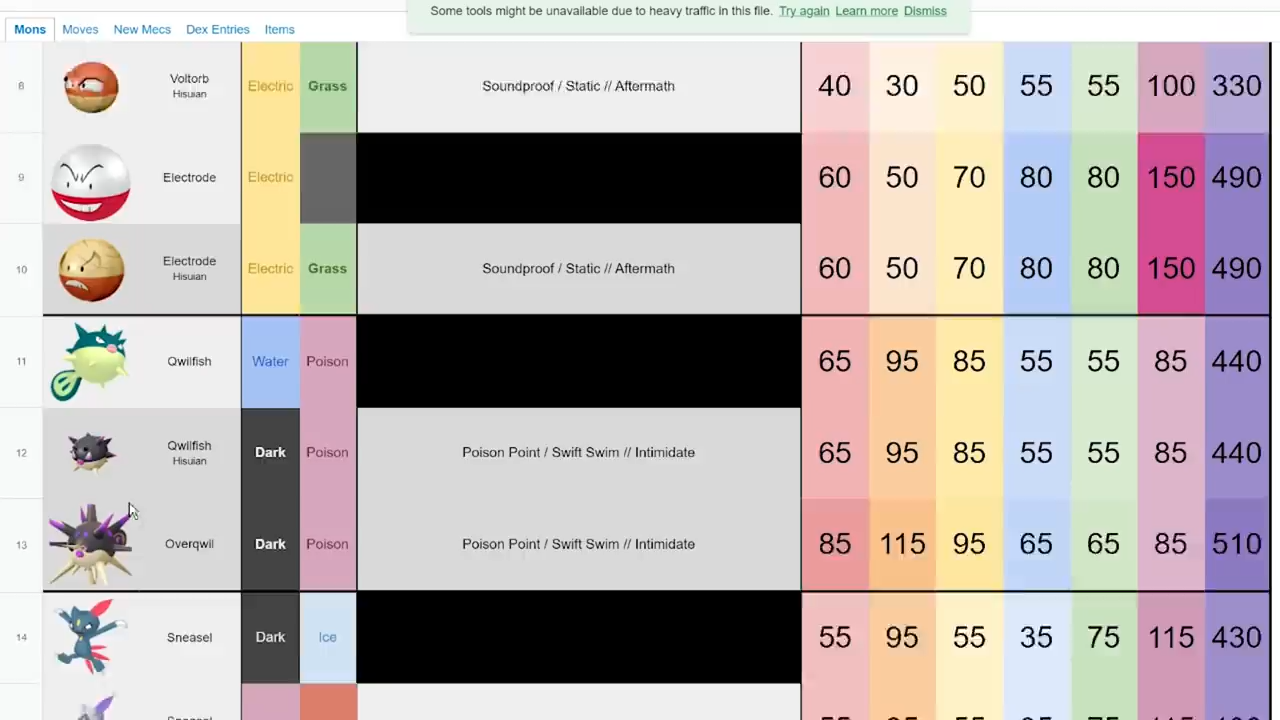 Some tools might be unavailable due to heavy traffic in this file. Try again Learn more Dismiss
Mons Moves New Mecs Dex Entries Items
8 Voltorb Hisuian Electric Grass Soundproof / Static // Aftermath 40 30 50 55 55 100 330
9 Electrode Electric 60 50 70 80 80 150 490
10 Electrode Hisuian Electric Grass Soundproof / Static // Aftermath 60 50 70 80 80 150 490
11 Qwilfish Water Poison 65 95 85 55 55 85 440
12 Qwilfish Hisuian Dark Poison Poison Point / Swift Swim // Intimidate 65 95 85 55 55 85 440
13 Overqwil Dark Poison Poison Point / Swift Swim // Intimidate 85 115 95 65 65 85 510
14 Sneasel Dark Ice 55 95 55 35 75 115 430